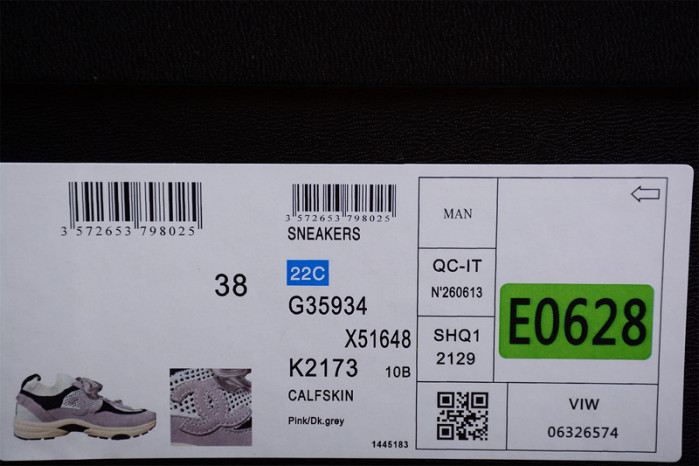 3 572653 798025
38
3 572653 798025
SNEAKERS
22C
G35934
X51648
K2173 10B
CALFSKIN
Pink/Dk.grey
1445183
MAN
QC-IT
N'260613
SHQ1
2129
E0628
VIW
06326574